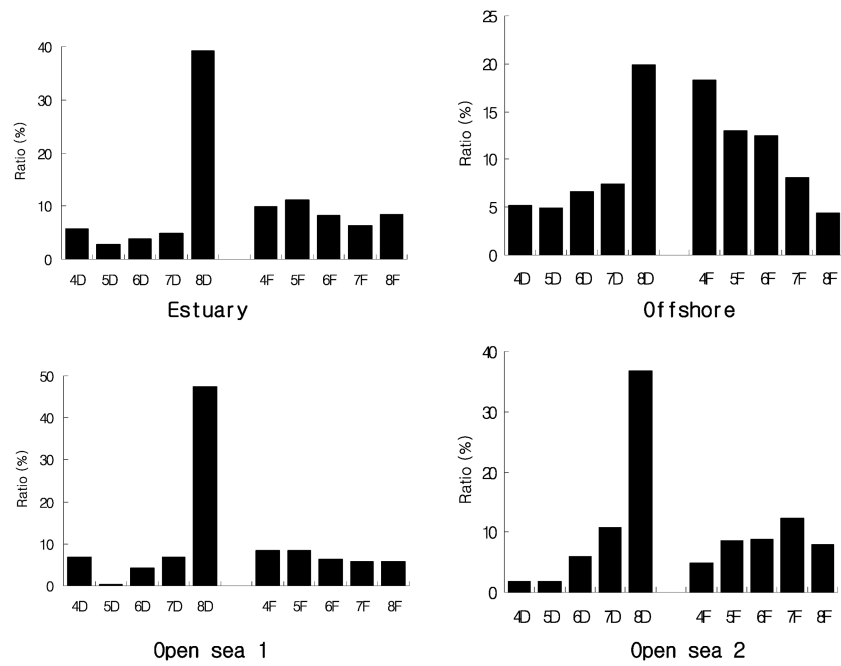 40
30
20
10
0
Ratio (%)
4D 5D 6D 7D 8D 4F 5F 6F 7F 8F
Estuary
25
20
15
10
5
0
Ratio (%)
4D 5D 6D 7D 8D 4F 5F 6F 7F 8F
Offshore
50
40
30
20
10
0
Ratio (%)
4D 5D 6D 7D 8D 4F 5F 6F 7F 8F
Open sea 1
40
30
20
10
0
Ratio (%)
4D 5D 6D 7D 8D 4F 5F 6F 7F 8F
Open sea 2